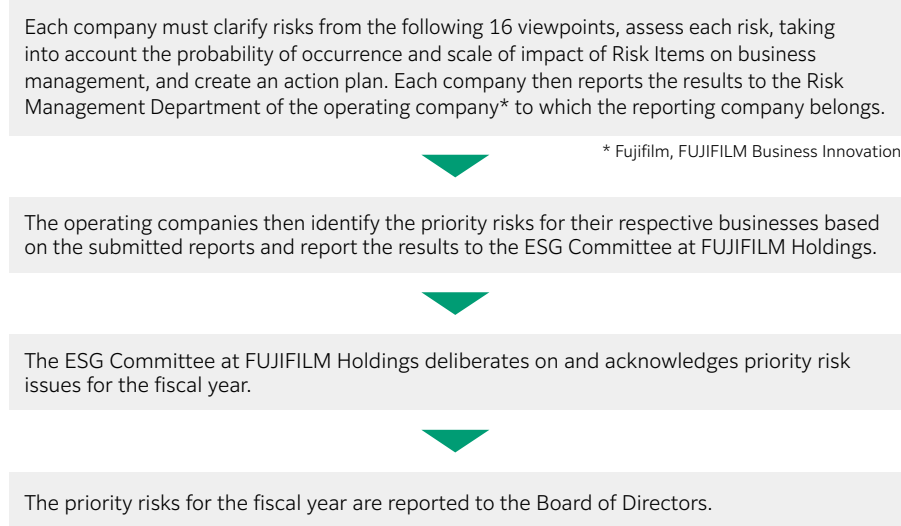 Each company must clarify risks from the following 16 viewpoints, assess each risk, taking
into account the probability of occurrence and scale of impact of Risk Items on business
management, and create an action plan. Each company then reports the results to the Risk
Management Department of the operating company* to which the reporting company belongs.
* Fujifilm, FUJIFILM Business Innovation
The operating companies then identify the priority risks for their respective businesses based
on the submitted reports and report the results to the ESG Committee at FUJIFILM Holdings.
The ESG Committee at FUJIFILM Holdings deliberates on and acknowledges priority risk
issues for the fiscal year.
The priority risks for the fiscal year are reported to the Board of Directors.